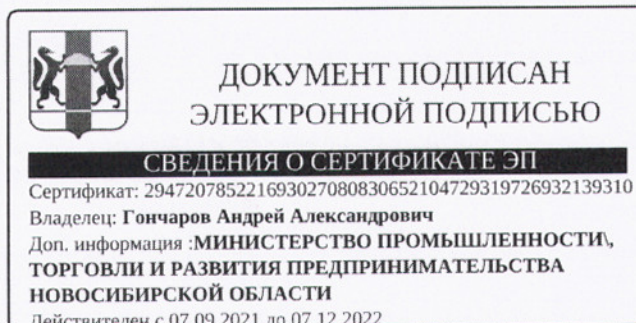 ДОКУМЕНТ ПОДПИСАН
ЭЛЕКТРОННОЙ ПОДПИСЬЮ
СВЕДЕНИЯ О СЕРТИФИКАТЕ ЭП
Сертификат: 294720785221693027080830652104729319726932139310
Владелец: Гончаров Андрей Александрович
Доп. информация :МИНИСТЕРСТВО ПРОМЫШЛЕННОСТИ\,
ТОРГОВЛИ И РАЗВИТИЯ ПРЕДПРИНИМАТЕЛЬСТВА
НОВОСИБИРСКОЙ ОБЛАСТИ
Действителен с 07.09.2021 до 07.12.2022